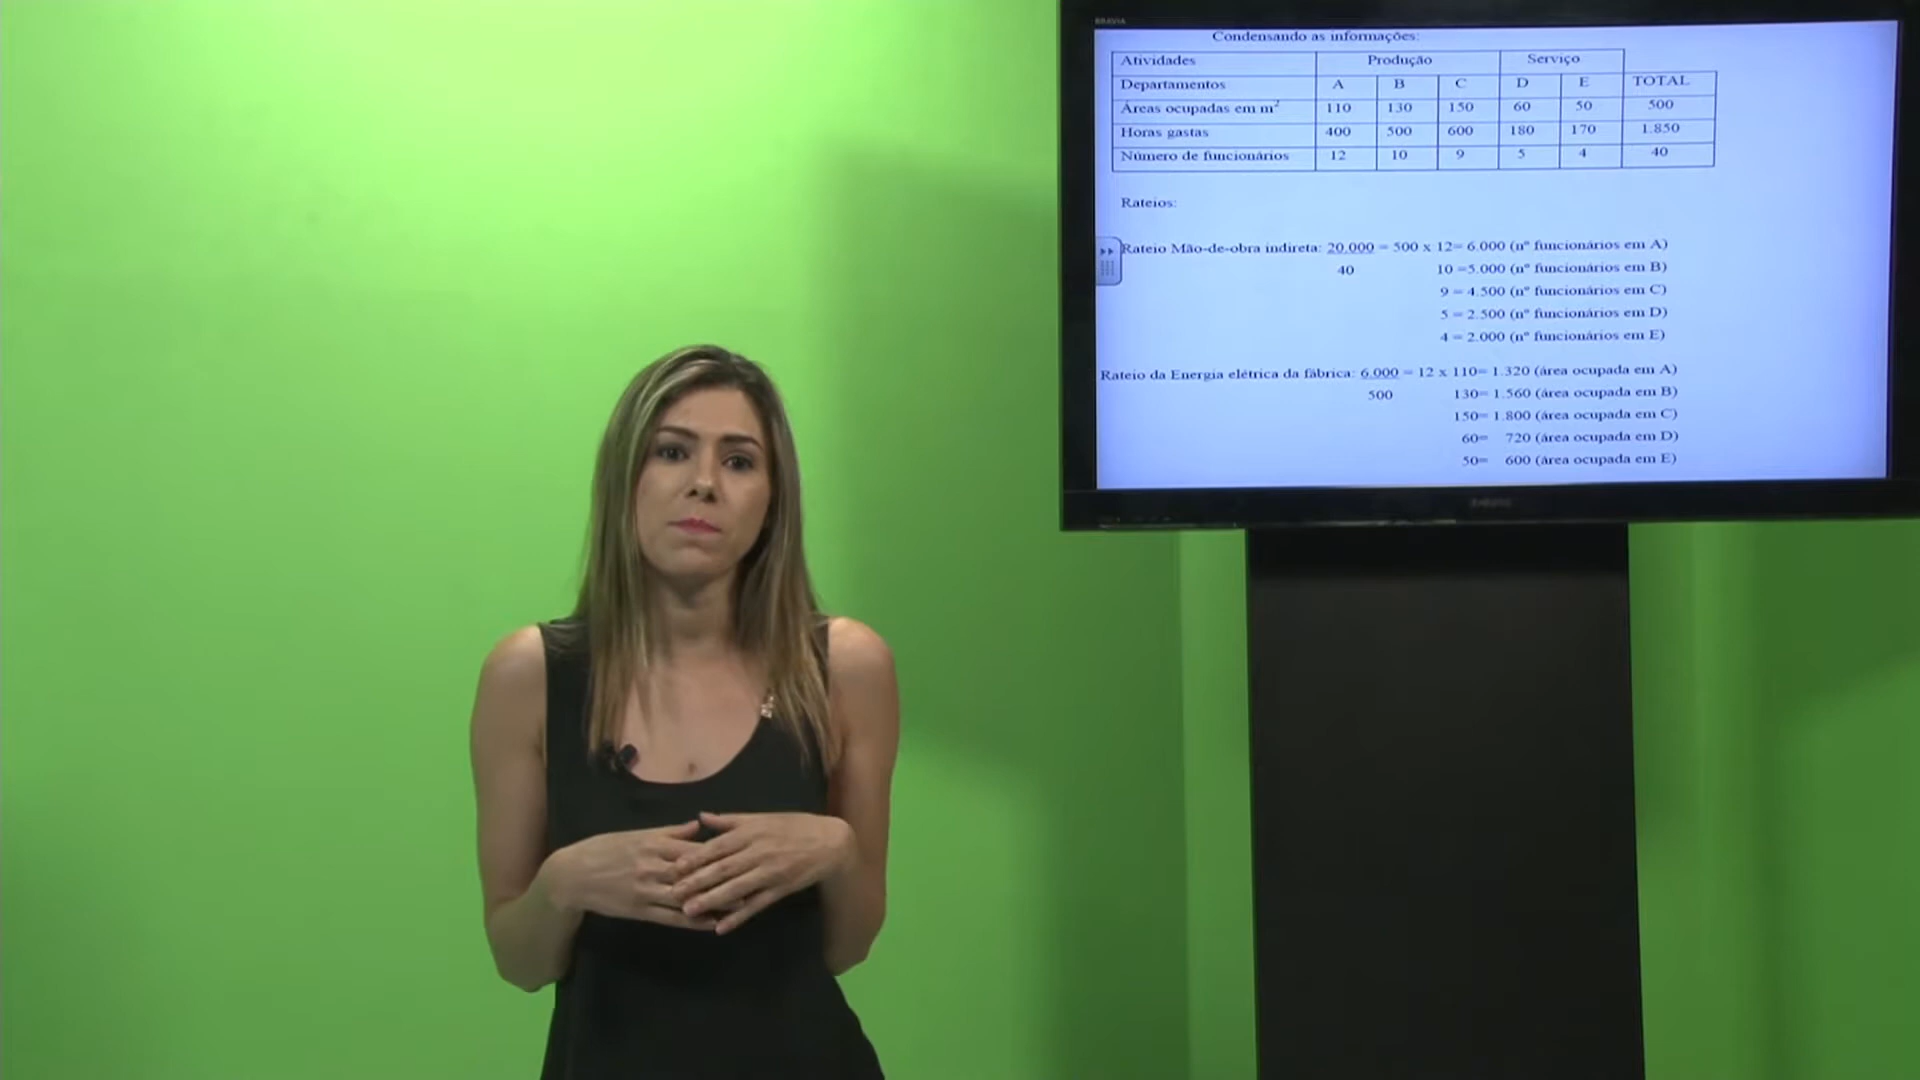 BRAVIA
Condensando as informações:
Atividades Produção Serviço
Departamentos A B C D E TOTAL
Áreas ocupadas em m² 110 130 150 60 50 500
Horas gastas 400 500 600 180 170 1.850
Número de funcionários 12 10 9 5 4 40
Rateios:
Rateio Mão-de-obra indireta: 20.000 = 500 x 12= 6.000 (nº funcionários em A)
40 10 =5.000 (nº funcionários em B)
9 = 4.500 (nº funcionários em C)
5 = 2.500 (nº funcionários em D)
4 = 2.000 (nº funcionários em E)
Rateio da Energia elétrica da fábrica: 6.000 = 12 x 110= 1.320 (área ocupada em A)
500 130= 1.560 (área ocupada em B)
150= 1.800 (área ocupada em C)
60= 720 (área ocupada em D)
50= 600 (área ocupada em E)